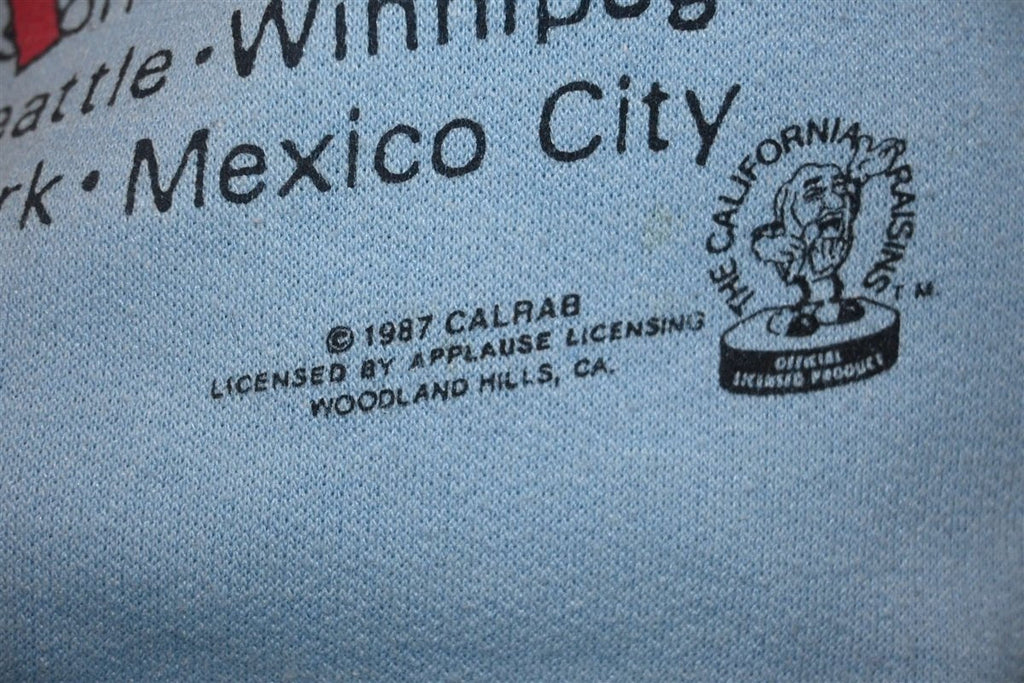 eattle · Winnipeg
rk · Mexico City
© 1987 CALRAB
LICENSED BY APPLAUSE LICENSING
WOODLAND HILLS, CA.
THE CALIFORNIA RAISINS
T M.
OFFICIAL
LICENSED PRODUCT